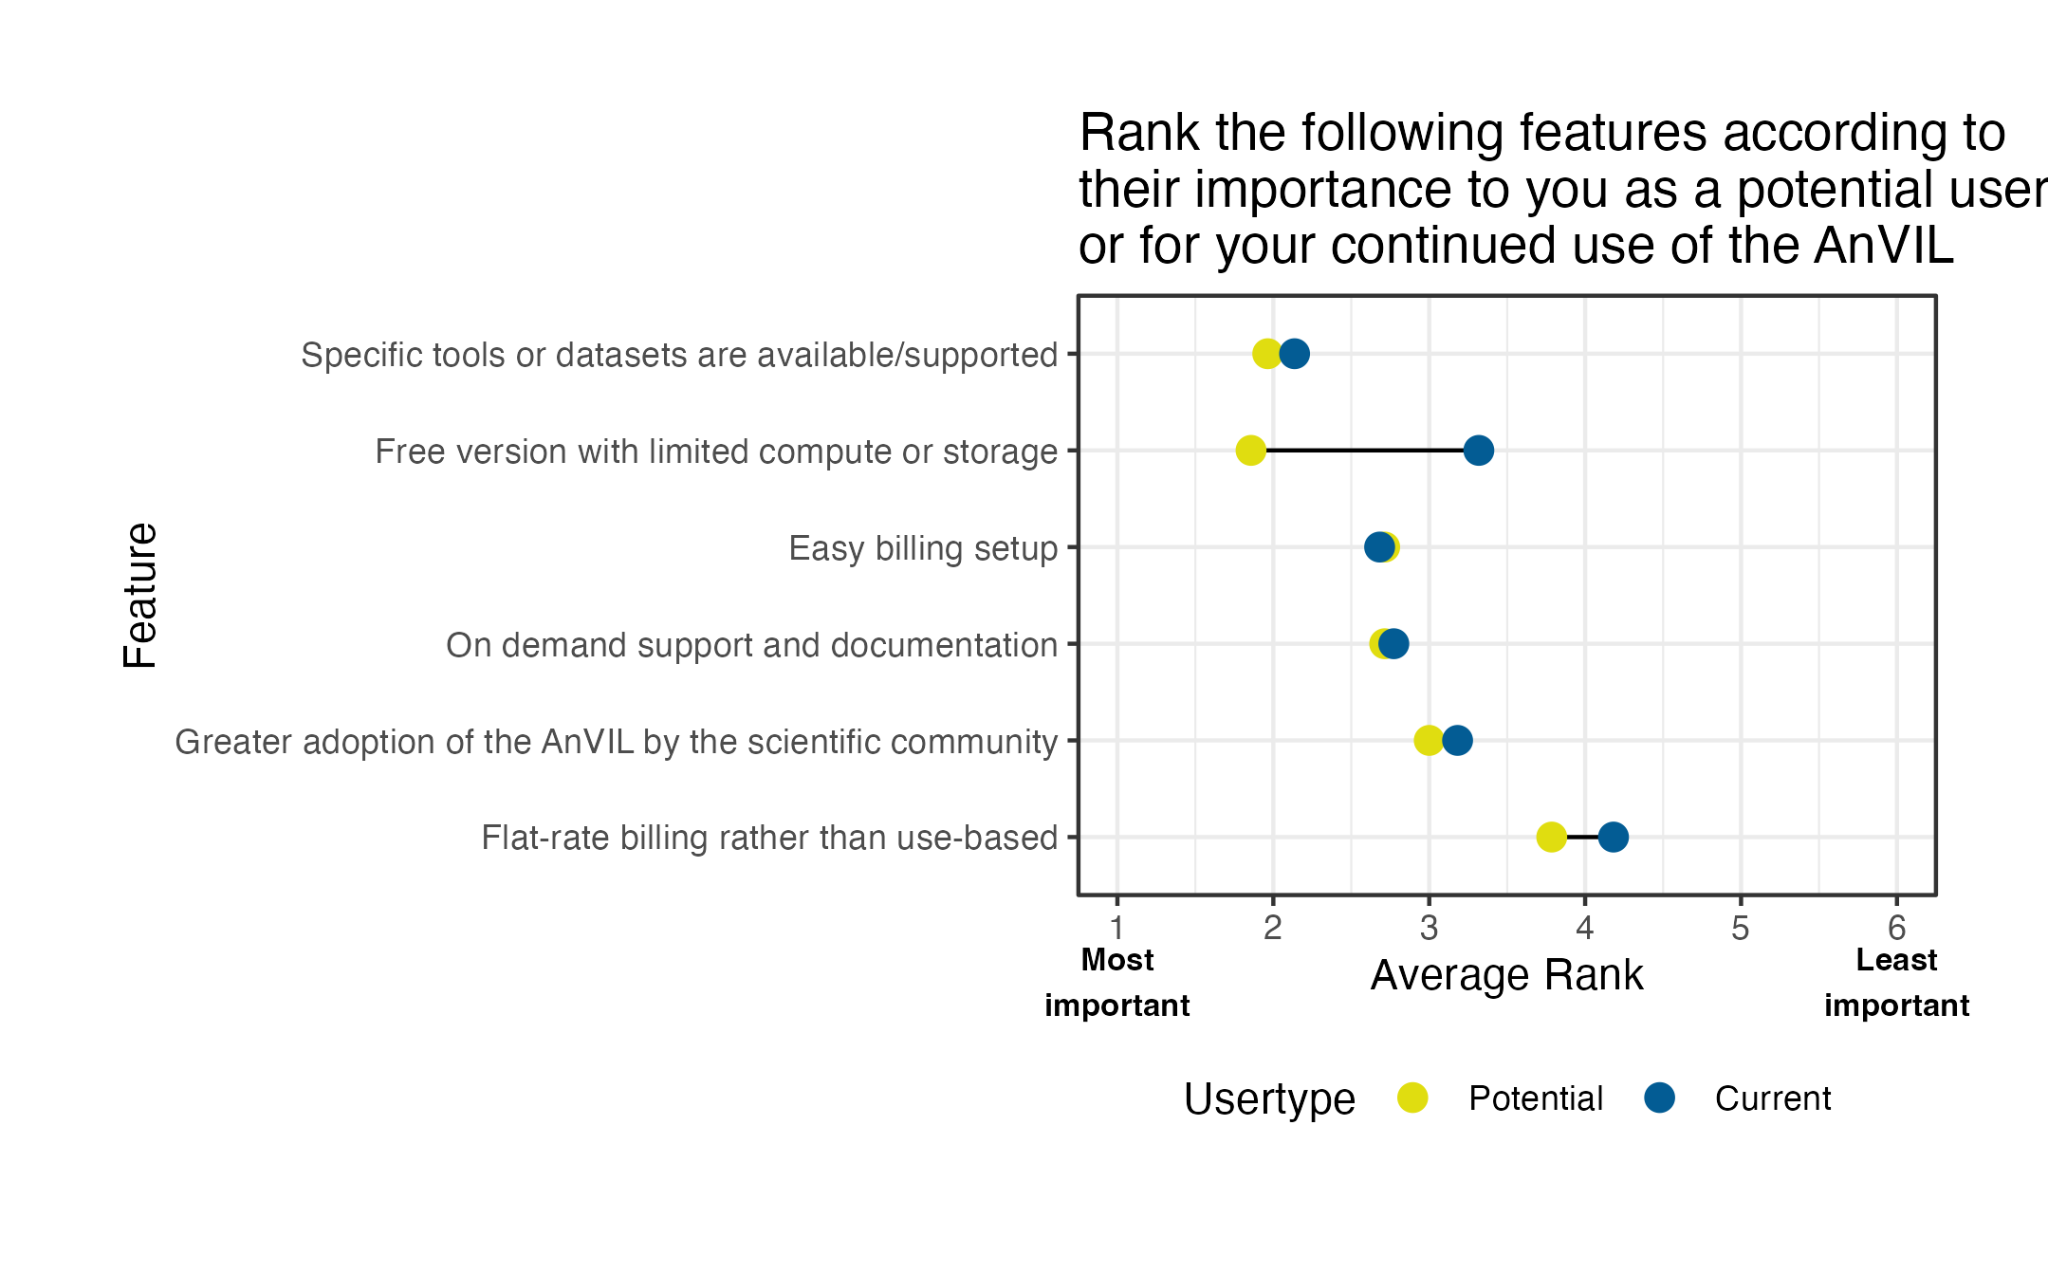 Rank the following features according to
their importance to you as a potential user
or for your continued use of the AnVIL
Feature
Specific tools or datasets are available/supported
Free version with limited compute or storage
Easy billing setup
On demand support and documentation
Greater adoption of the AnVIL by the scientific community
Flat-rate billing rather than use-based
1 2 3 4 5 6
Most important
Average Rank
Least important
Usertype Potential Current